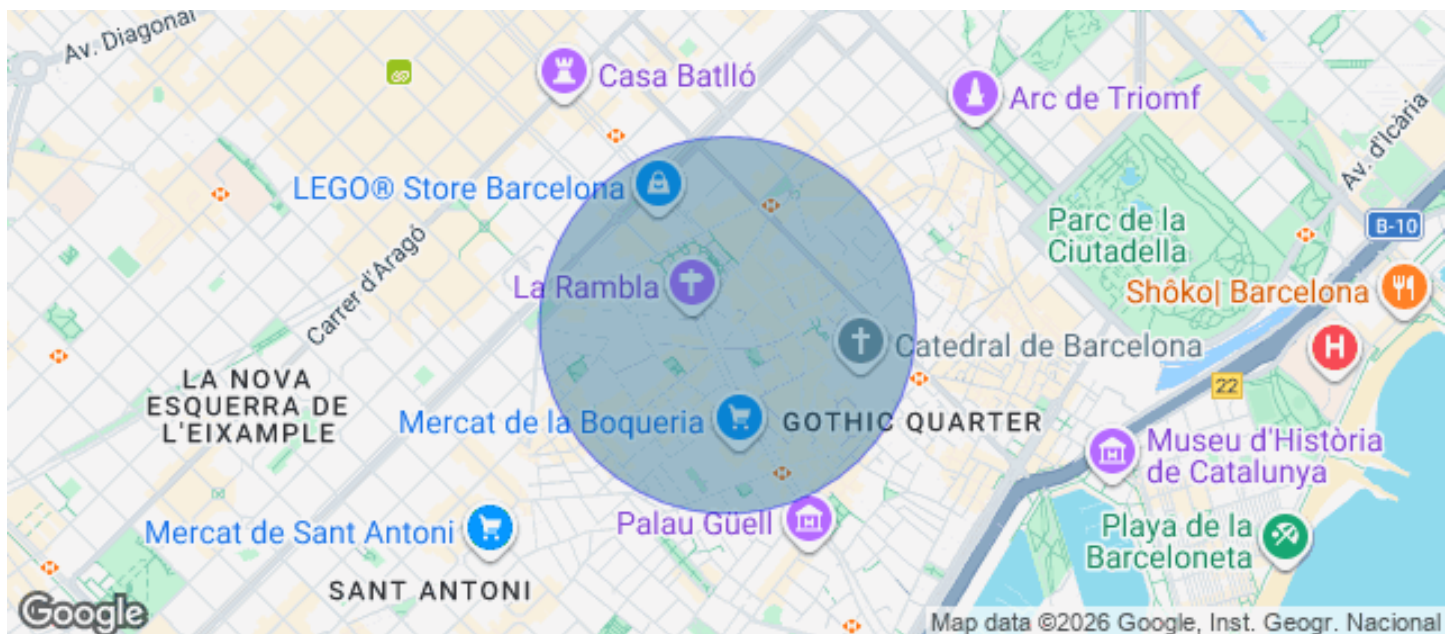 Av. Diagonal
Casa Batlló
Arc de Triomf
Av. d'Icària
LEGO® Store Barcelona
Parc de la
Ciutadella
B-10
Carrer d'Aragó
La Rambla
Shôko| Barcelona
H
Catedral de Barcelona
22
LA NOVA
ESQUERRA DE
L'EIXAMPLE
Mercat de la Boqueria
GOTHIC QUARTER
Museu d'Història
de Catalunya
Mercat de Sant Antoni
Palau Güell
Playa de la
Barceloneta
SANT ANTONI
Google
Map data ©2026 Google, Inst. Geogr. Nacional